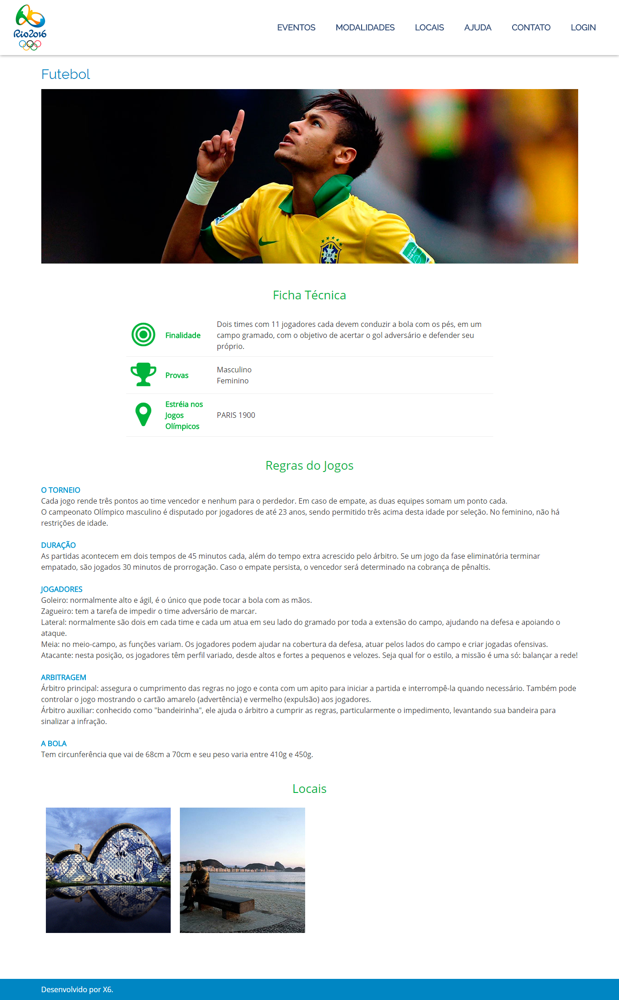 Rio2016
EVENTOS MODALIDADES LOCAIS AJUDA CONTATO LOGIN
Futebol
CBF
FOOTBALL
FOR HOPE
Ficha Técnica
Finalidade
Dois times com 11 jogadores cada devem conduzir a bola com os pés, em um
campo gramado, com o objetivo de acertar o gol adversário e defender seu
próprio.
Provas
Masculino
Feminino
Estréia nos
Jogos
Olímpicos
PARIS 1900
Regras do Jogos
O TORNEIO
Cada jogo rende três pontos ao time vencedor e nenhum para o perdedor. Em caso de empate, as duas equipes somam um ponto cada.
O campeonato Olímpico masculino é disputado por jogadores de até 23 anos, sendo permitido três acima desta idade por seleção. No feminino, não há
restrições de idade.
DURAÇÃO
As partidas acontecem em dois tempos de 45 minutos cada, além do tempo extra acrescido pelo árbitro. Se um jogo da fase eliminatória terminar
empatado, são jogados 30 minutos de prorrogação. Caso o empate persista, o vencedor será determinado na cobrança de pênaltis.
JOGADORES
Goleiro: normalmente alto e ágil, é o único que pode tocar a bola com as mãos.
Zagueiro: tem a tarefa de impedir o time adversário de marcar.
Lateral: normalmente são dois em cada time e cada um atua em seu lado do gramado por toda a extensão do campo, ajudando na defesa e apoiando o
ataque.
Meia: no meio-campo, as funções variam. Os jogadores podem ajudar na cobertura da defesa, atuar pelos lados do campo e criar jogadas ofensivas.
Atacante: nesta posição, os jogadores têm perfil variado, desde altos e fortes a pequenos e velozes. Seja qual for o estilo, a missão é uma só: balançar a rede!
ARBITRAGEM
Árbitro principal: assegura o cumprimento das regras no jogo e conta com um apito para iniciar a partida e interrompê-la quando necessário. Também pode
controlar o jogo mostrando o cartão amarelo (advertência) e vermelho (expulsão) aos jogadores.
Árbitro auxiliar: conhecido como "bandeirinha", ele ajuda o árbitro a cumprir as regras, particularmente o impedimento, levantando sua bandeira para
sinalizar a infração.
A BOLA
Tem circunferência que vai de 68cm a 70cm e seu peso varia entre 410g e 450g.
Locais
Desenvolvido por X6.